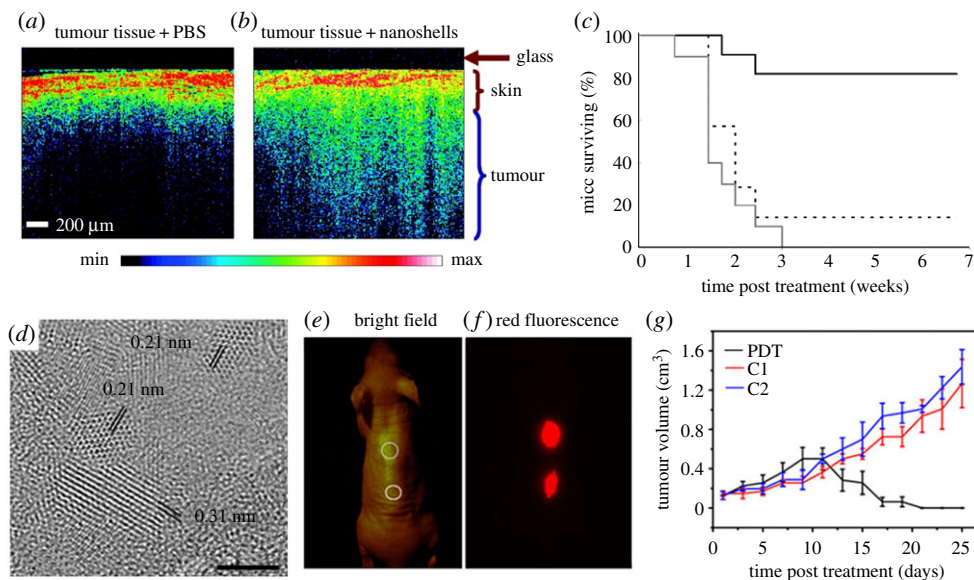 (a)
tumour tissue + PBS
(b)
tumour tissue + nanoshells
glass
skin
tumour
200 µm
min
max
(c)
micc surviving (%)
100
80
60
40
20
0
0 1 2 3 4 5 6 7
time post treatment (weeks)
(d)
0.21 nm
0.21 nm
0.31 nm
(e)
bright field
(f)
red fluorescence
(g)
PDT
C1
C2
tumour volume (cm³)
1.6
1.2
0.8
0.4
0
0 5 10 15 20 25
time post treatment (days)